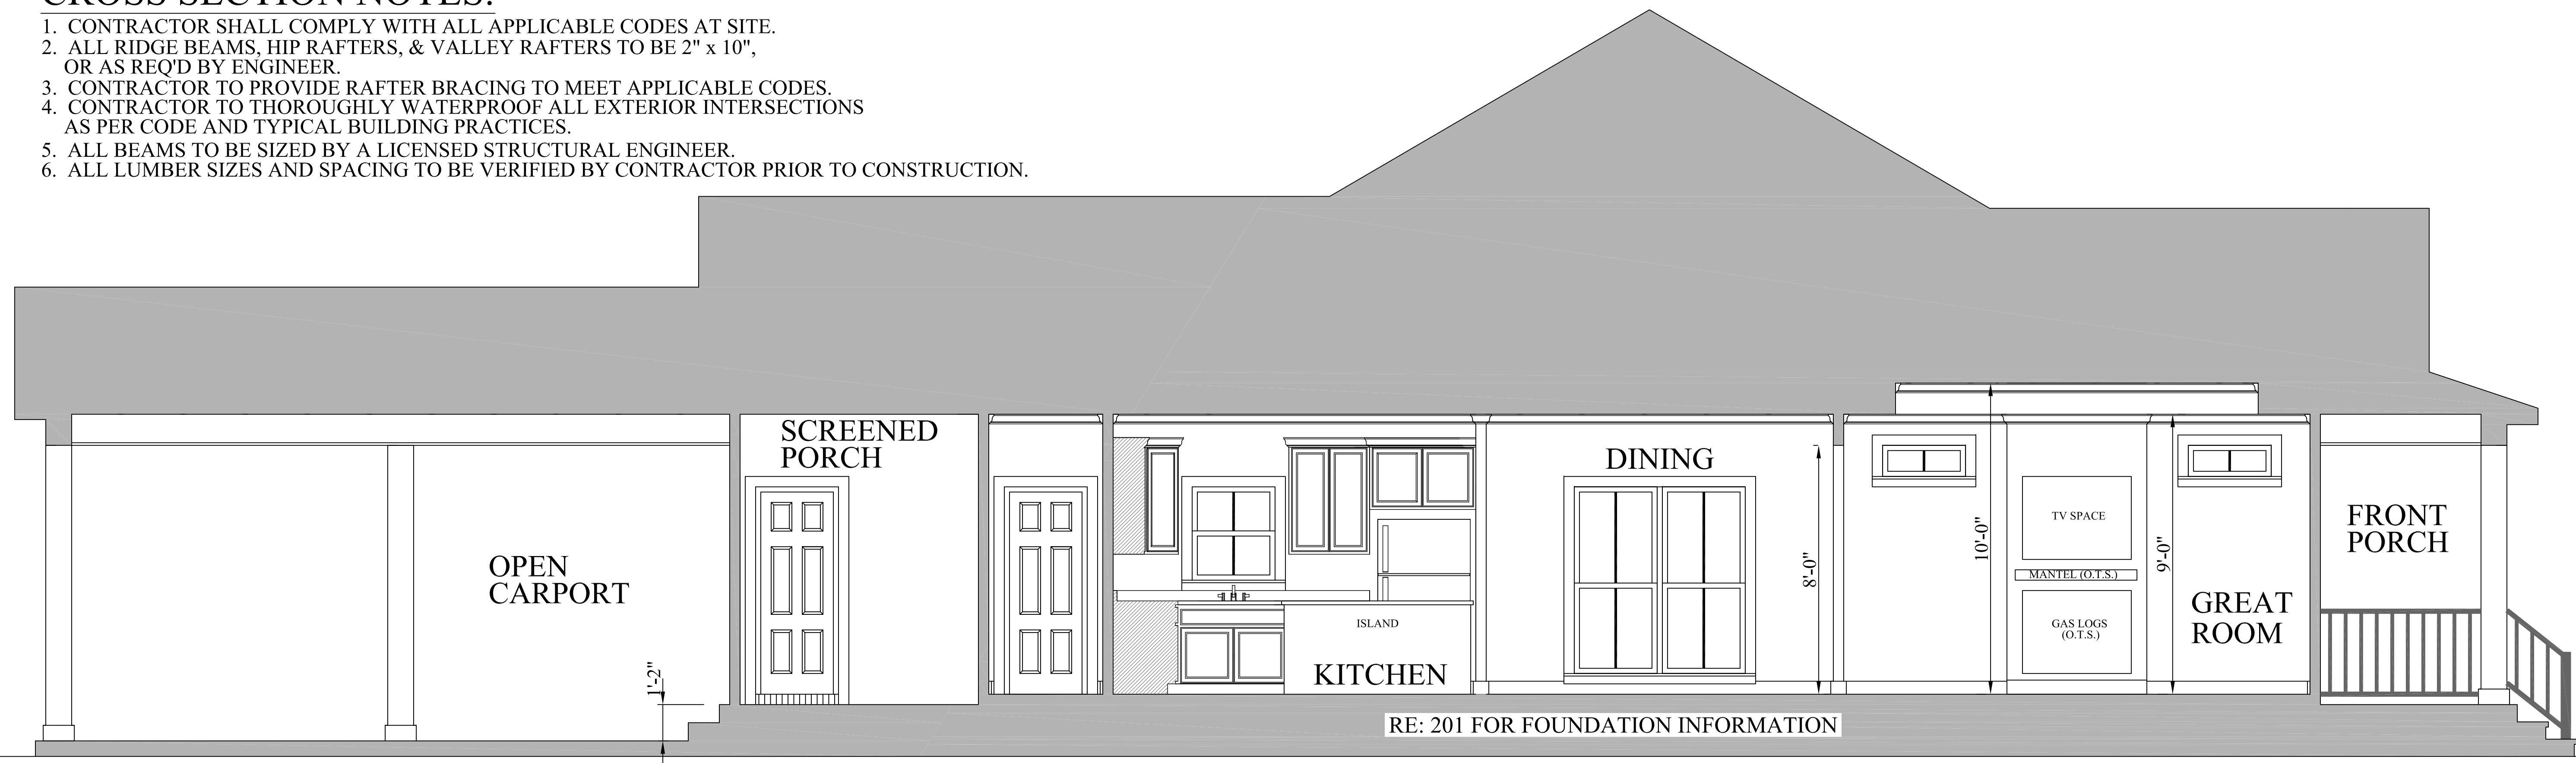 CROSS SECTION NOTES:
1. CONTRACTOR SHALL COMPLY WITH ALL APPLICABLE CODES AT SITE.
2. ALL RIDGE BEAMS, HIP RAFTERS, & VALLEY RAFTERS TO BE 2" x 10",
OR AS REQ'D BY ENGINEER.
3. CONTRACTOR TO PROVIDE RAFTER BRACING TO MEET APPLICABLE CODES.
4. CONTRACTOR TO THOROUGHLY WATERPROOF ALL EXTERIOR INTERSECTIONS
AS PER CODE AND TYPICAL BUILDING PRACTICES.
5. ALL BEAMS TO BE SIZED BY A LICENSED STRUCTURAL ENGINEER.
6. ALL LUMBER SIZES AND SPACING TO BE VERIFIED BY CONTRACTOR PRIOR TO CONSTRUCTION.
OPEN
CARPORT
1'-2"
SCREENED
PORCH
ISLAND
KITCHEN
DINING
8'-0"
10'-0"
TV SPACE
MANTEL (O.T.S.)
GAS LOGS
(O.T.S.)
9'-0"
GREAT
ROOM
FRONT
PORCH
RE: 201 FOR FOUNDATION INFORMATION